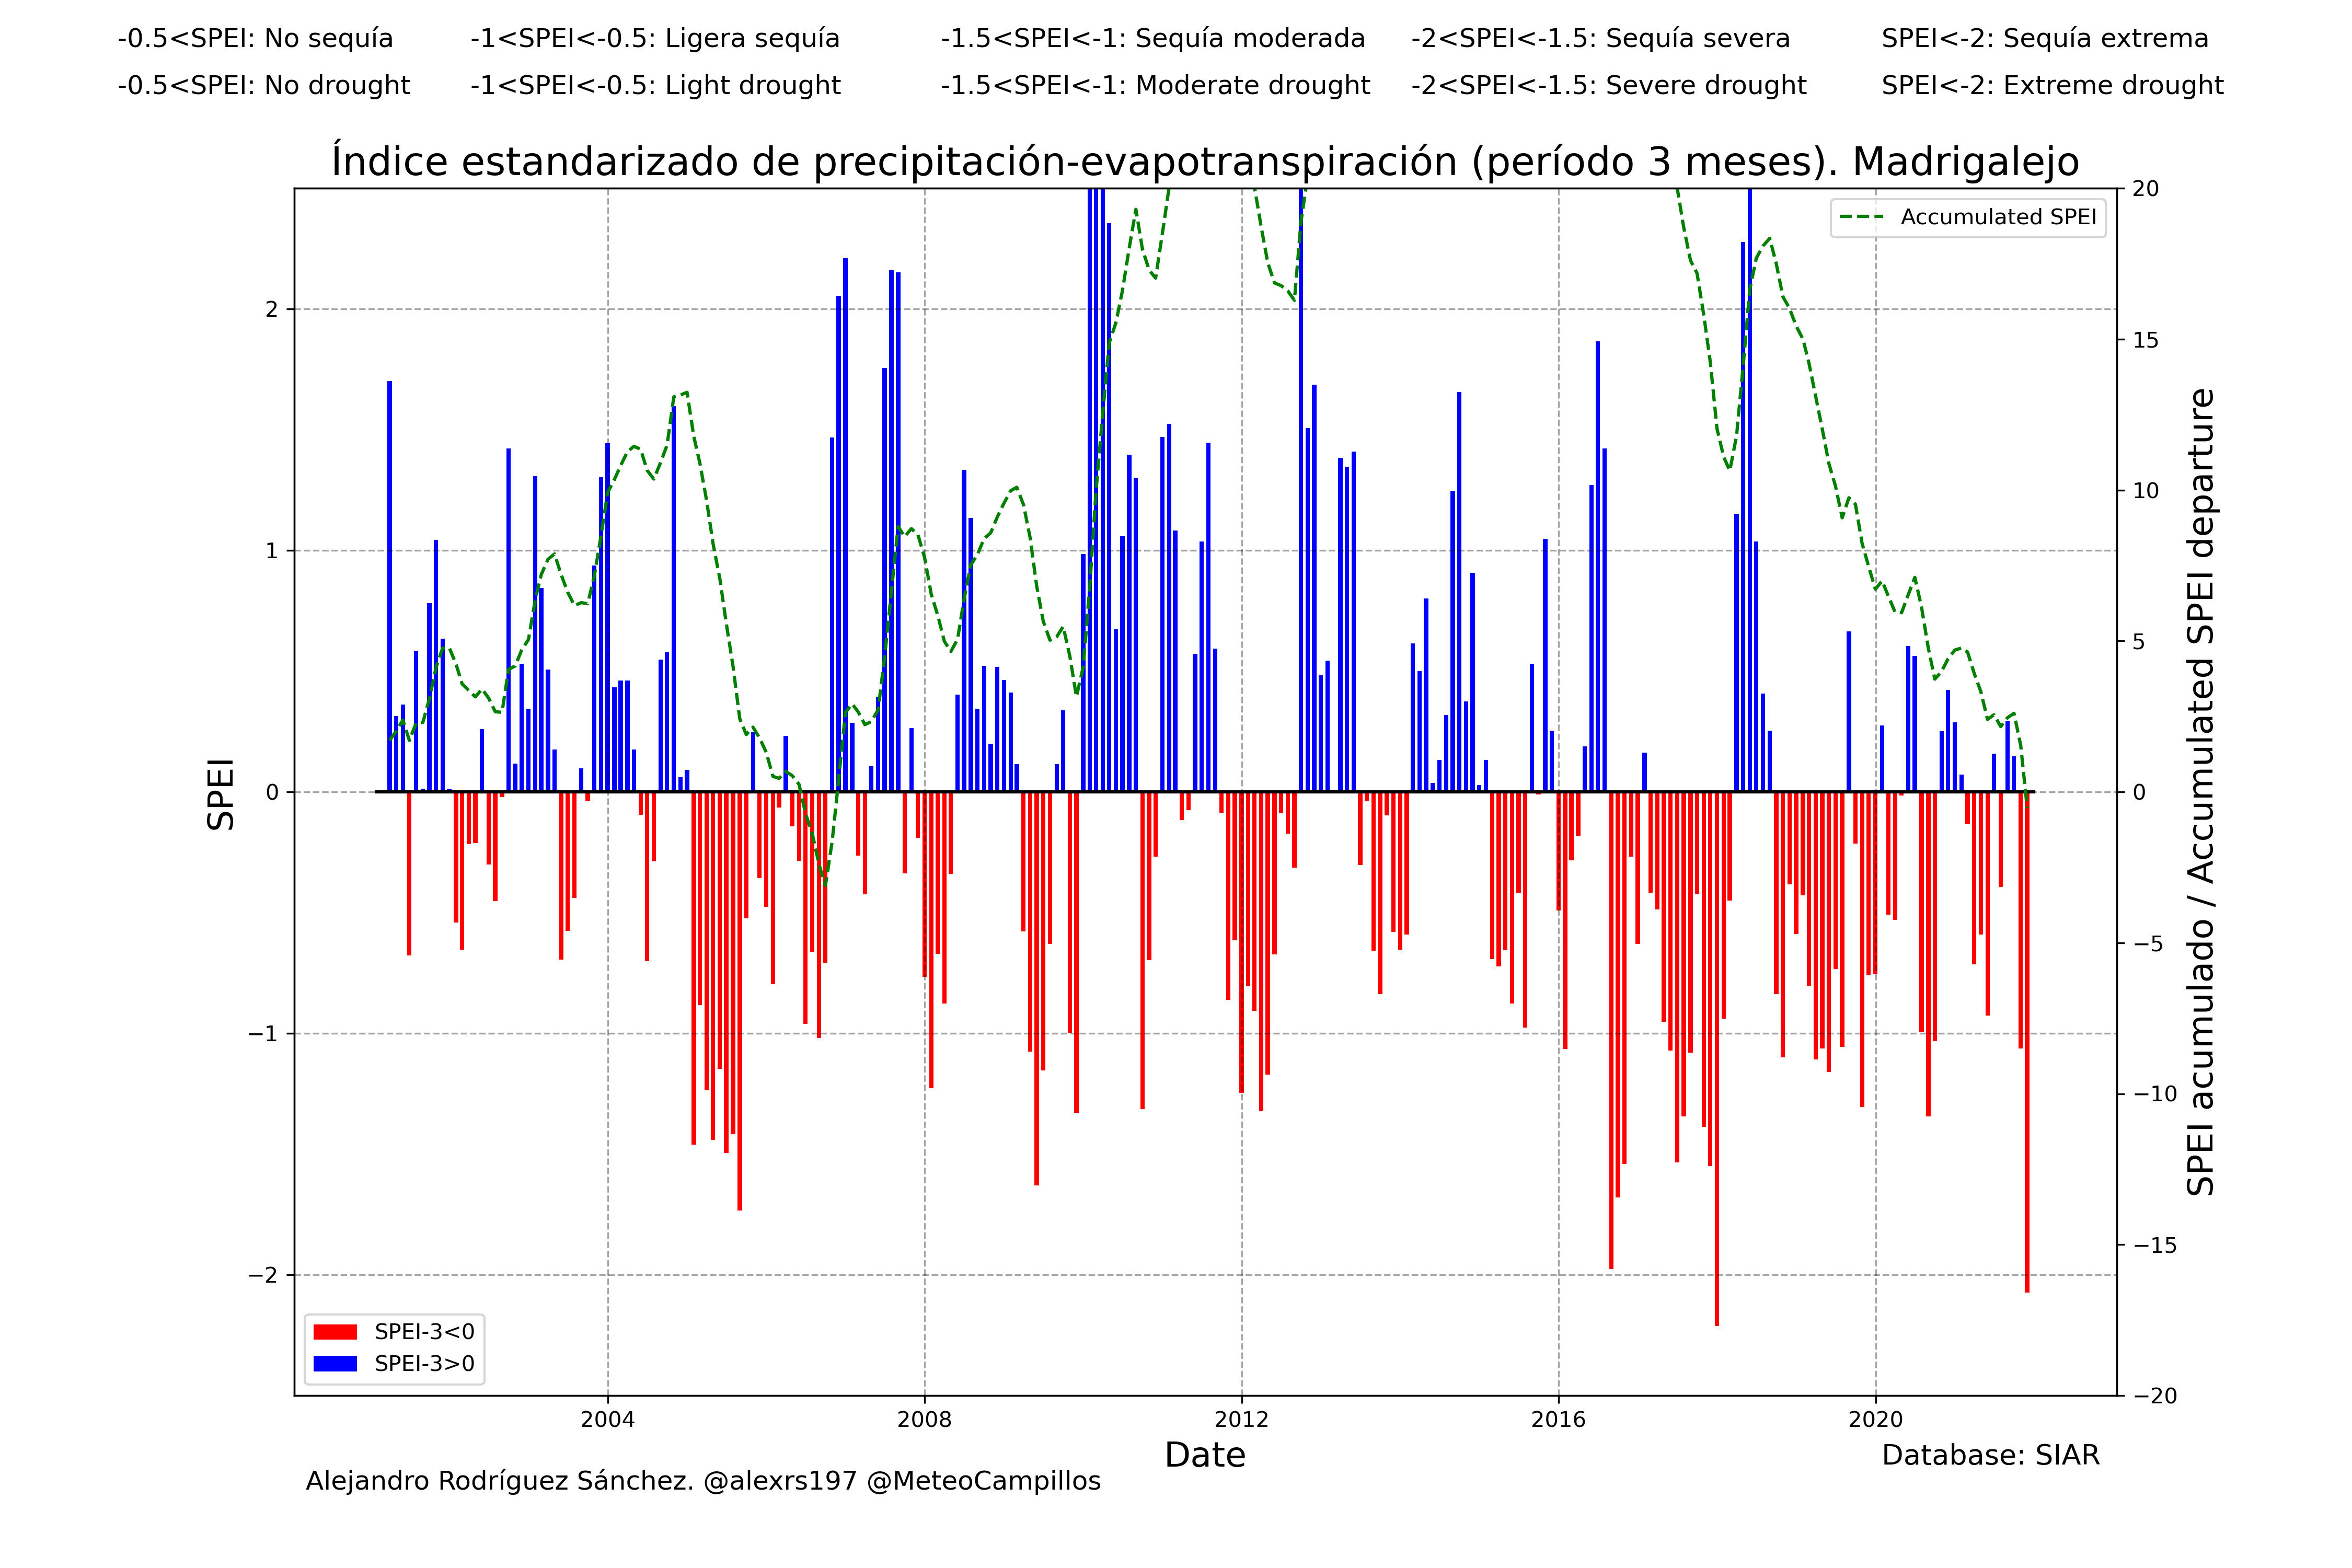 -0.5<SPEI: No sequía -1<SPEI<-0.5: Ligera sequía -1.5<SPEI<-1: Sequía moderada -2<SPEI<-1.5: Sequía severa SPEI<-2: Sequía extrema
-0.5<SPEI: No drought -1<SPEI<-0.5: Light drought -1.5<SPEI<-1: Moderate drought -2<SPEI<-1.5: Severe drought SPEI<-2: Extreme drought
Índice estandarizado de precipitación-evapotranspiración (período 3 meses). Madrigalejo
Accumulated SPEI
SPEI
2
1
0
−1
−2
20
15
10
5
0
−5
−10
−15
−20
SPEI acumulado / Accumulated SPEI departure
SPEI-3<0
SPEI-3>0
2004 2008 2012 2016 2020
Date
Database: SIAR
Alejandro Rodríguez Sánchez. @alexrs197 @MeteoCampillos